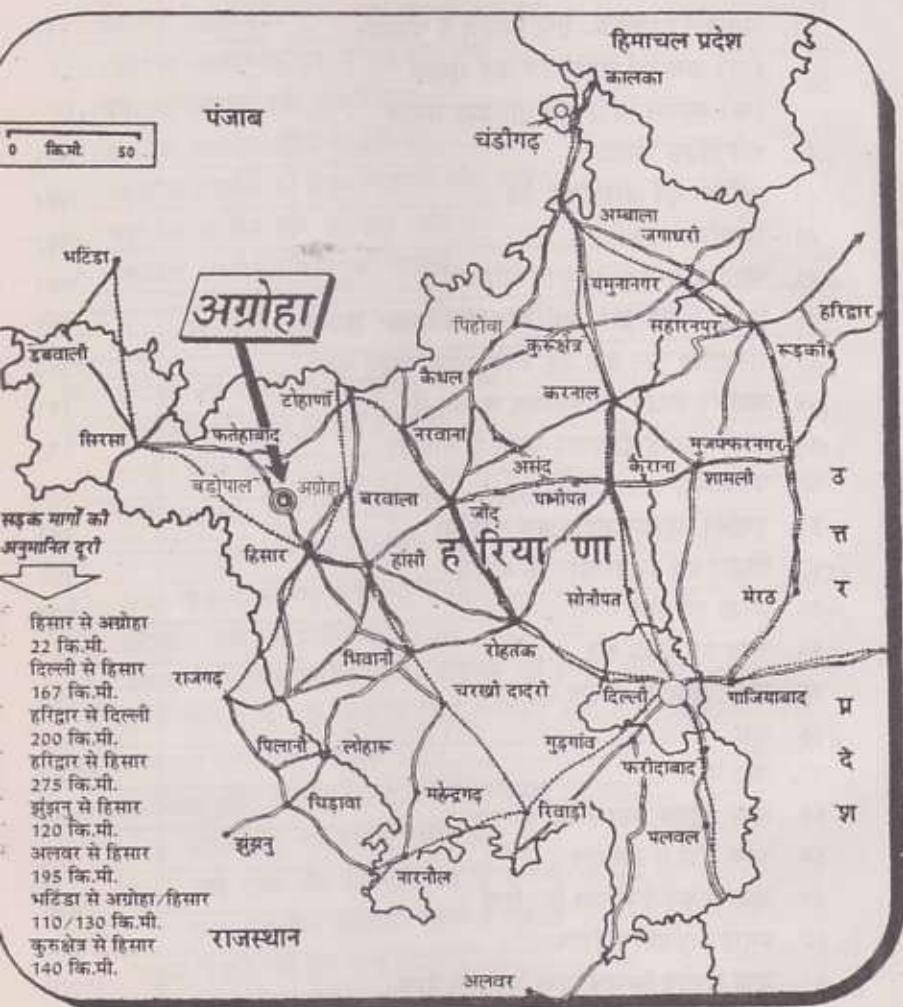 हिमाचल प्रदेश
कालका
पंजाब
चंडीगढ़
0 कि.मी. 50
अम्बाला
जगाधरी
भटिंडा
यमुनानगर
अग्रोहा
पिहोवा
कुरुक्षेत्र
सहारनपुर
हरिद्वार
रूड़की
डबवाली
कैथल
टोहाणाँ
करनाल
सिरसा
फतेहाबाद
नरवाना
असंद
कैराना
मुजफ्फरनगर
शामली
बडोपाल
अग्रोहा
बरवाला
पानीपत
जींद
सड़क मार्गो की
अनुमानित दूरी
हिसार
हांसी
हरियाणा
सोनीपत
मेरठ
उत्तर प्रदेश
हिसार से अग्रोहा
22 कि.मी.
दिल्ली से हिसार
167 कि.मी.
हरिद्वार से दिल्ली
200 कि.मी.
हरिद्वार से हिसार
275 कि.मी.
झुंझनु से हिसार
120 कि.मी.
अलवर से हिसार
195 कि.मी.
भटिंडा से अग्रोहा/हिसार
110/130 कि.मी.
कुरुक्षेत्र से हिसार
140 कि.मी.
राजगढ़
भिवानी
रोहतक
चरखी दादरी
दिल्ली
गाजियाबाद
पिलानी
लोहारू
गुड़गांव
फरीदाबाद
चिड़ावा
महेन्द्रगढ़
रिवाड़ी
पलवल
झुंझनु
नारनौल
राजस्थान
अलवर